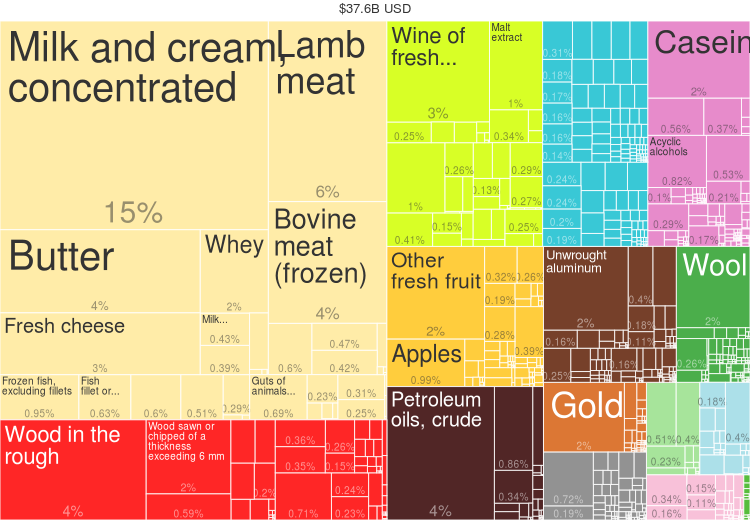 $37.6B USD
Milk and cream,
concentrated
15%
Lamb
meat
6%
Butter
4%
Whey
2%
Bovine
meat
(frozen)
4%
Fresh cheese
3%
Milk...
0.43%
0.39%
0.6%
0.47%
0.42%
Frozen fish,
excluding fillets
0.95%
Fish
fillet or...
0.63%
0.6%
0.51%
0.29%
Guts of
animals...
0.69%
0.23%
0.31%
0.25%
Wood in the
rough
4%
Wood sawn or
chipped of a
thickness
exceeding 6 mm
2%
0.59%
0.2%
0.36%
0.26%
0.35%
0.15%
0.24%
0.71%
0.23%
Wine of
fresh...
3%
Malt
extract
1%
0.25%
0.34%
1%
0.26%
0.29%
0.13%
0.27%
0.41%
0.15%
0.25%
Other
fresh fruit
2%
0.32%
0.26%
0.19%
0.28%
0.39%
Apples
0.99%
Petroleum
oils, crude
4%
0.86%
0.34%
0.31%
0.18%
0.17%
0.16%
0.16%
0.14%
0.24%
0.24%
0.2%
0.19%
Casein
2%
0.56%
0.37%
Acyclic
alcohols
0.82%
0.53%
0.1%
0.21%
0.29%
0.17%
Unwrought
aluminum
2%
0.4%
0.18%
0.16%
0.11%
0.25%
0.16%
Wool
2%
0.26%
Gold
2%
0.72%
0.19%
0.51%
0.4%
0.23%
0.18%
0.4%
0.34%
0.15%
0.11%
0.16%